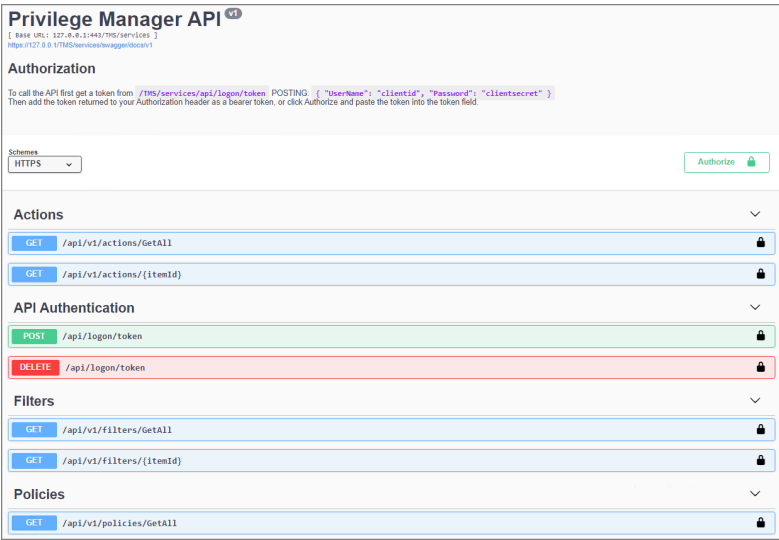 Privilege Manager API v1
[ Base URL: 127.0.0.1:443/TMS/services ]
https://127.0.0.1/TMS/services/swagger/docs/v1
Authorization
To call the API first get a token from /TMS/services/api/logon/token POSTING: { "UserName": "clientid", "Password": "clientsecret" }
Then add the token returned to your Authorization header as a bearer token, or click Authorize and paste the token into the token field.
Schemes
HTTPS
Authorize
Actions
GET /api/v1/actions/GetAll
GET /api/v1/actions/{itemId}
API Authentication
POST /api/logon/token
DELETE /api/logon/token
Filters
GET /api/v1/filters/GetAll
GET /api/v1/filters/{itemId}
Policies
GET /api/v1/policies/GetAll